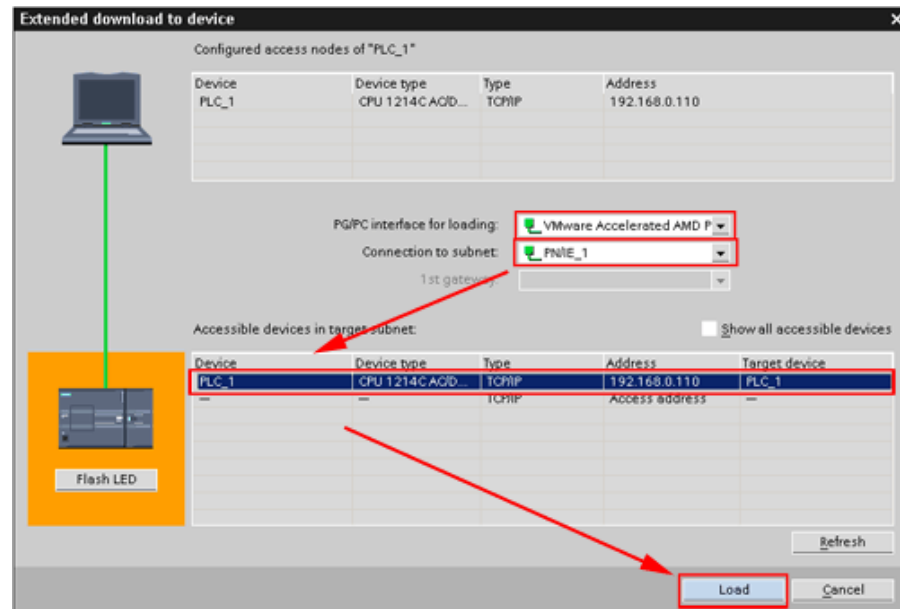 Extended download to device
Configured access nodes of "PLC_1"
Device Device type Type Address
PLC_1 CPU 1214C AC/D... TCP/IP 192.168.0.110
PG/PC interface for loading: VMware Accelerated AMD P
Connection to subnet: PN/IE_1
1st gateway:
Accessible devices in target subnet: Show all accessible devices
Device Device type Type Address Target device
PLC_1 CPU 1214C AC/D... TCP/IP 192.168.0.110 PLC_1
— — TCP/IP Access address —
Flash LED
Refresh
Load Cancel